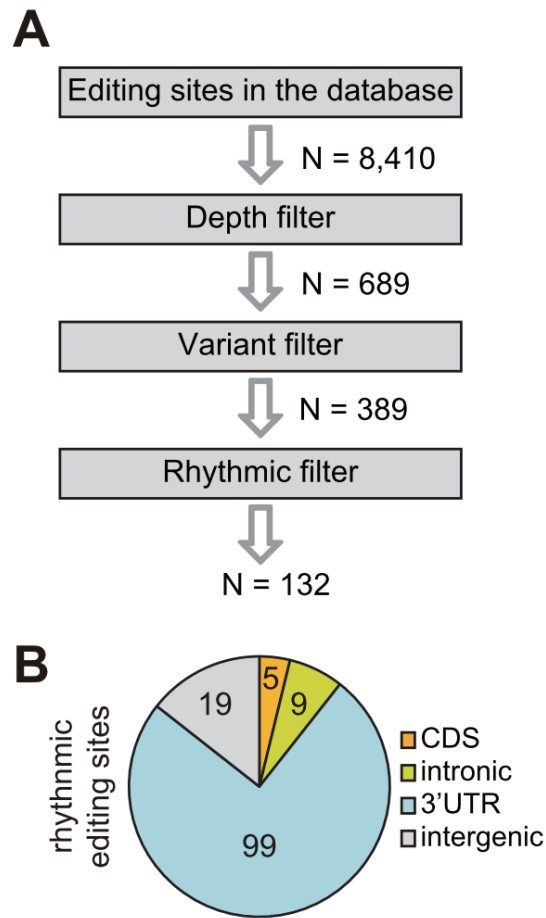 A
Editing sites in the database
N = 8,410
Depth filter
N = 689
Variant filter
N = 389
Rhythmic filter
N = 132
B
rhythnmic
editing sites
5
9
19
99
CDS
intronic
3'UTR
intergenic